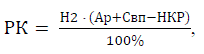 РК = Н2 · (Ар+Свп−НКР) / 100%,